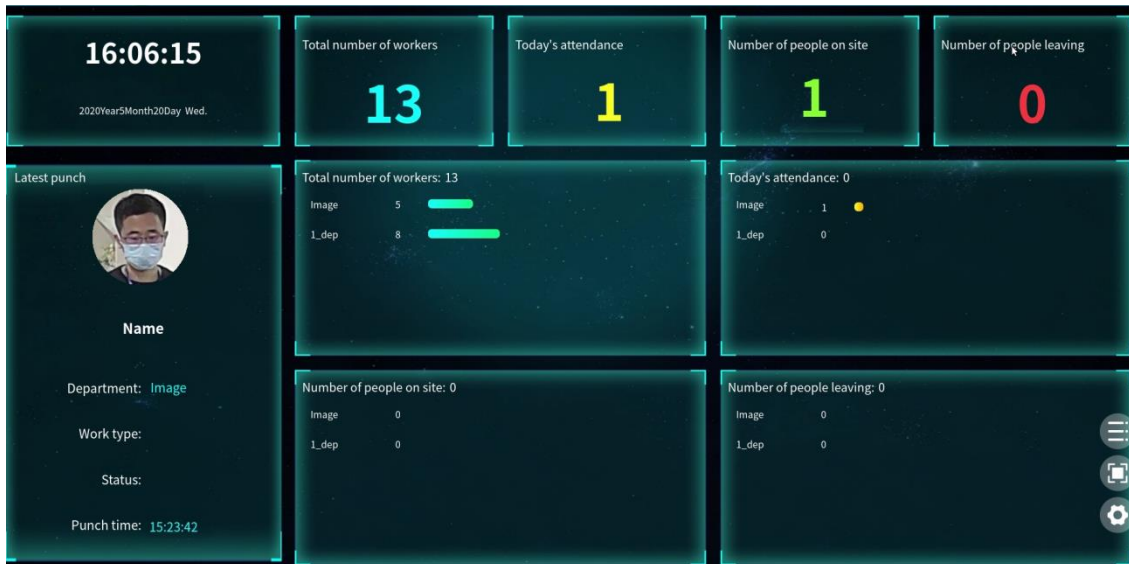 16:06:15
2020Year5Month20Day Wed.
Total number of workers
13
Today's attendance
1
Number of people on site
1
Number of people leaving
0
Latest punch
Name
Department: Image
Work type:
Status:
Punch time: 15:23:42
Total number of workers: 13
Image 5
1_dep 8
Today's attendance: 0
Image 1
1_dep 0
Number of people on site: 0
Image 0
1_dep 0
Number of people leaving: 0
Image 0
1_dep 0